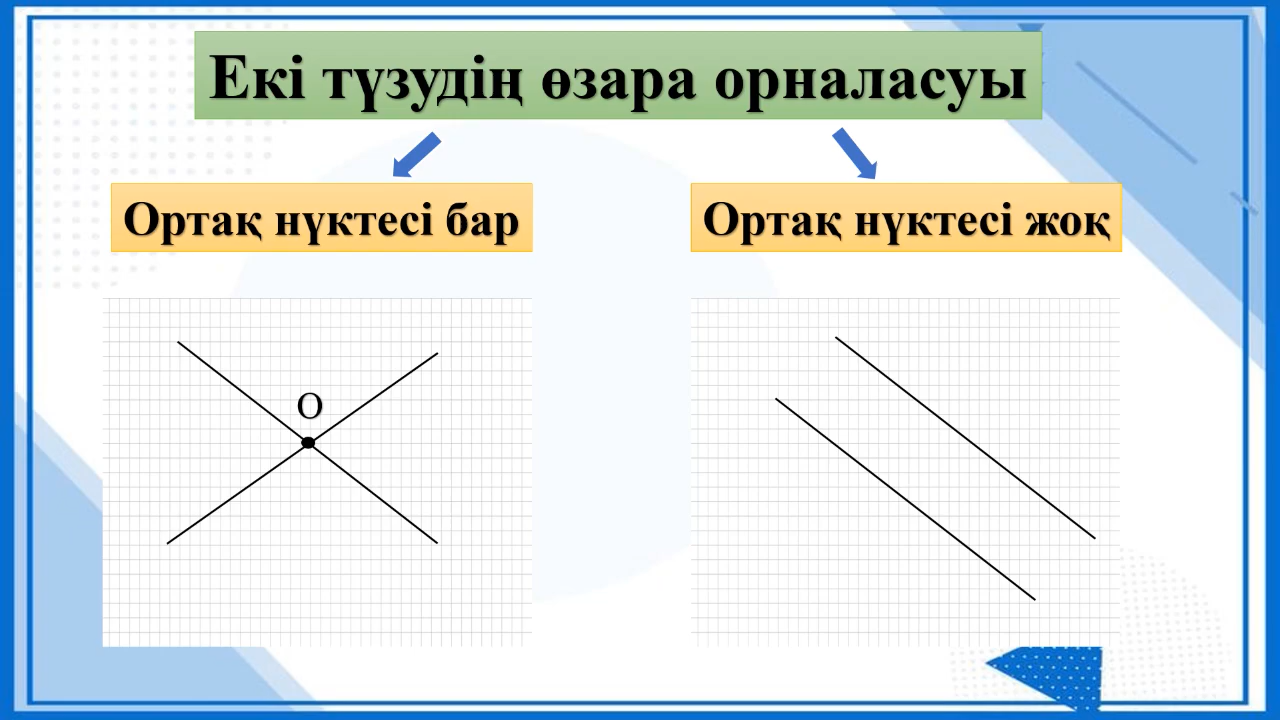 Екі түзудің өзара орналасуы
Ортақ нүктесі бар
Ортақ нүктесі жоқ
О